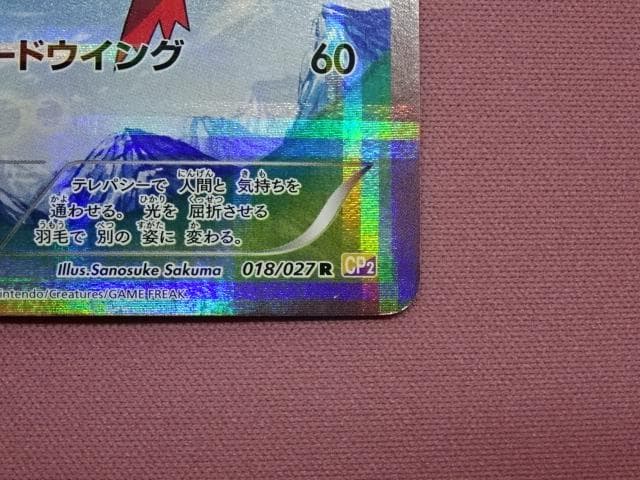 ードウイング 60
テレパシーで 人間と 気持ちを
通わせる。光を 屈折させる
羽毛で 別の 姿に 変わる。
Illus.Sanosuke Sakuma 018/027 R CP2
intendo/Creatures/GAME FREAK